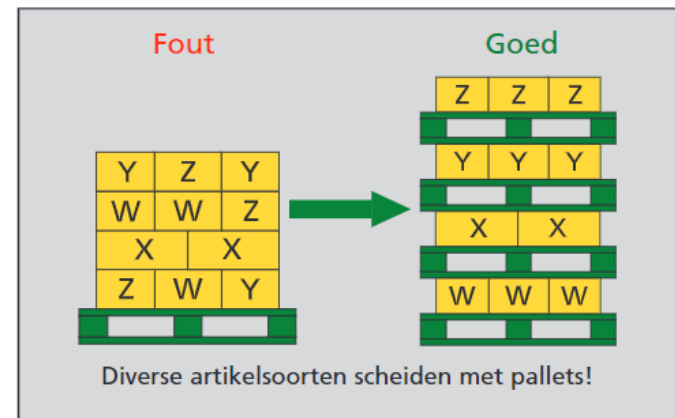 Fout
Goed
Y Z Y
W W Z
X X
Z W Y
Z Z Z
Y Y Y
X X
W W W
Diverse artikelsoorten scheiden met pallets!